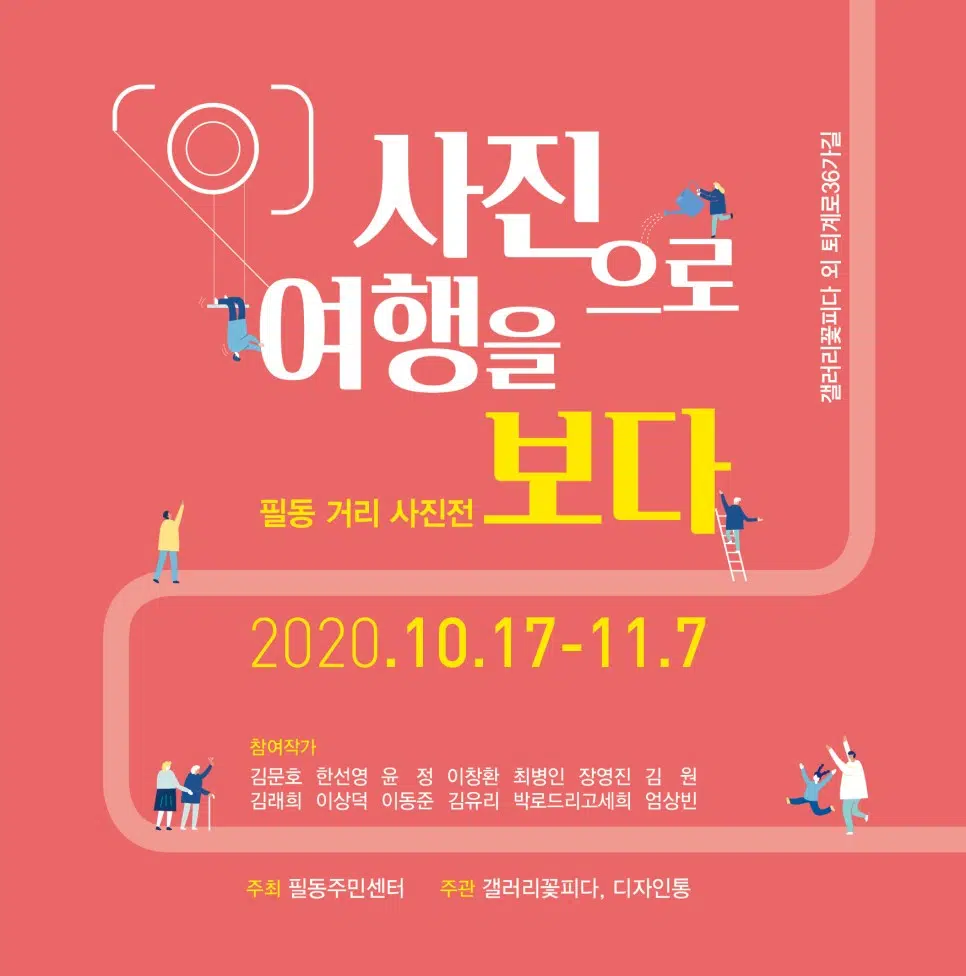 사진으로
여행을
보다
필동 거리 사진전
갤러리꽃피다 외 퇴계로36가길
2020.10.17-11.7
참여작가
김문호 한선영 윤 정 이창환 최병인 장영진 김 원
김래희 이상덕 이동준 김유리 박로드리고세희 엄상빈
주최 필동주민센터 주관 갤러리꽃피다, 디자인통